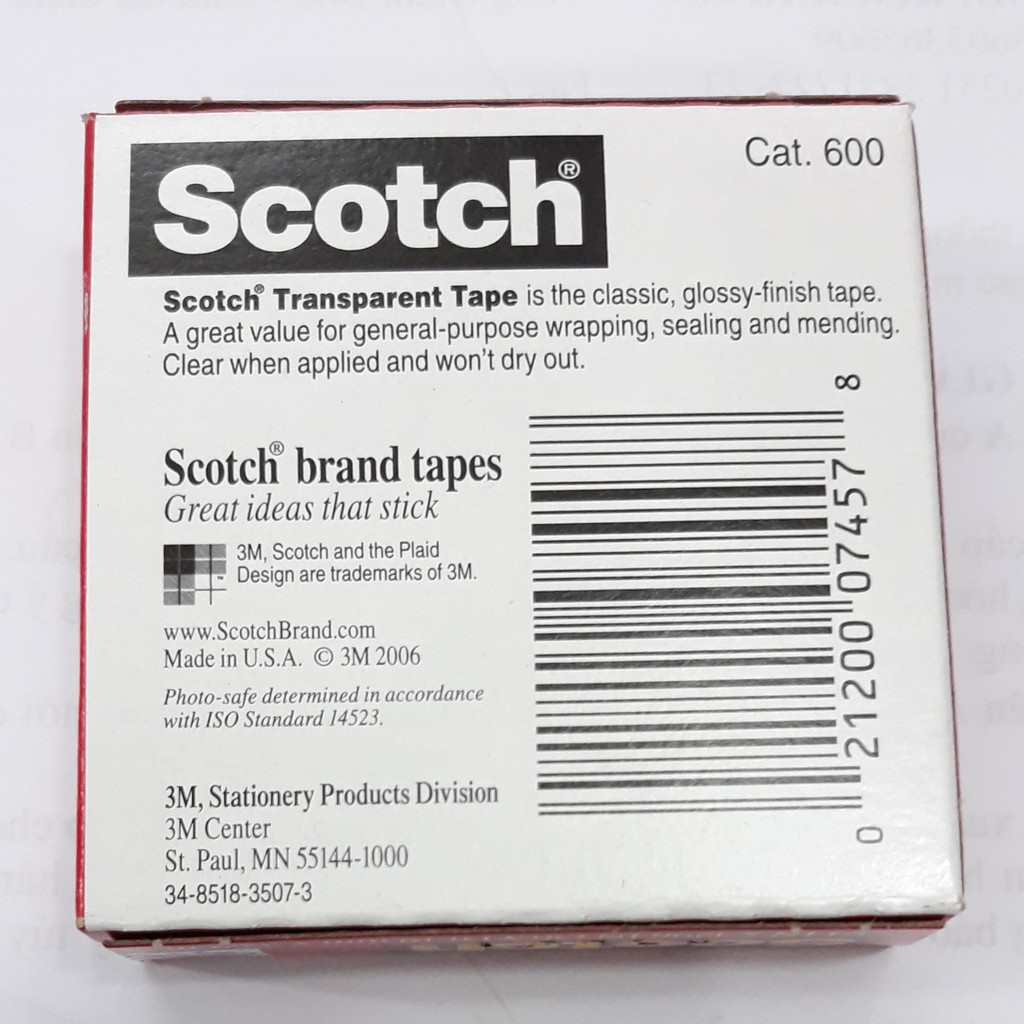 Scotch®
Cat. 600
Scotch® Transparent Tape is the classic, glossy-finish tape.
A great value for general-purpose wrapping, sealing and mending.
Clear when applied and won't dry out.
Scotch® brand tapes
Great ideas that stick
3M, Scotch and the Plaid
Design are trademarks of 3M.
www.ScotchBrand.com
Made in U.S.A. © 3M 2006
Photo-safe determined in accordance
with ISO Standard 14523.
3M, Stationery Products Division
3M Center
St. Paul, MN 55144-1000
34-8518-3507-3
0 21200 07457 8